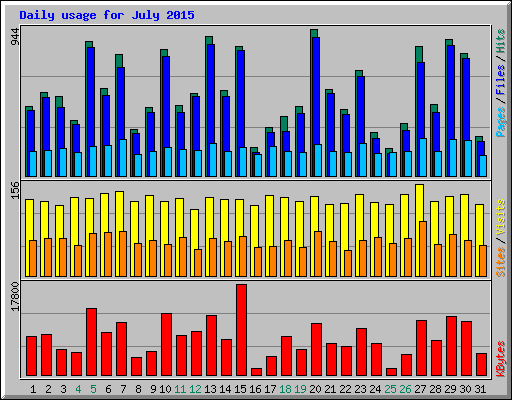 Daily usage for July 2015
944
Pages / Files / Hits
156
Sites / Visits
17800
KBytes
1 2 3 4 5 6 7 8 9 10 11 12 13 14 15 16 17 18 19 20 21 22 23 24 25 26 27 28 29 30 31